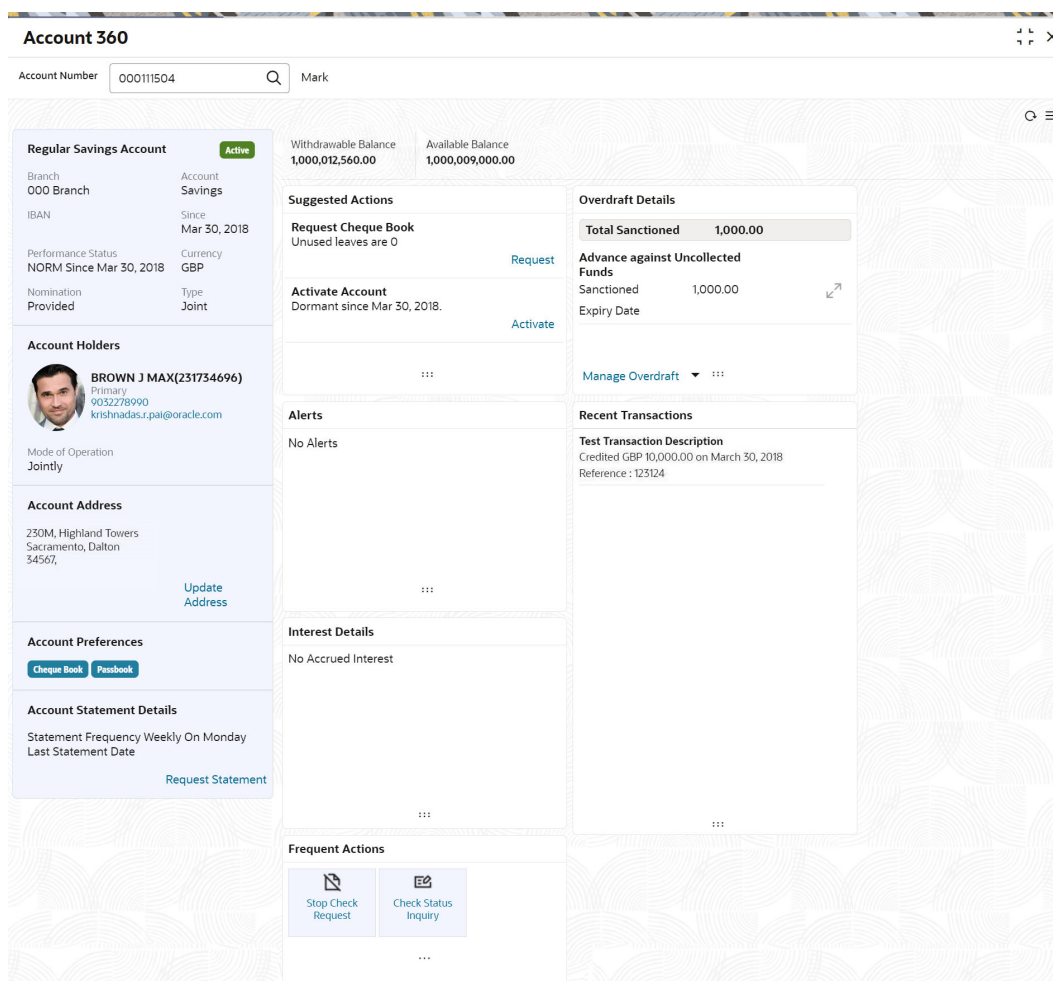 Account 360
Account Number 000111504 Mark
Regular Savings Account Active
Branch Account
000 Branch Savings
IBAN Since
Mar 30, 2018
Performance Status Currency
NORM Since Mar 30, 2018 GBP
Nomination Type
Provided Joint
Account Holders
BROWN J MAX(231734696)
Primary
9032278990
krishnadas.r.pai@oracle.com
Mode of Operation
Jointly
Account Address
230M, Highland Towers
Sacramento, Dalton
34567,
Update
Address
Account Preferences
Cheque Book Passbook
Account Statement Details
Statement Frequency Weekly On Monday
Last Statement Date
Request Statement
Withdrawable Balance Available Balance
1,000,012,560.00 1,000,009,000.00
Suggested Actions
Request Cheque Book
Unused leaves are 0
Request
Activate Account
Dormant since Mar 30, 2018.
Activate
Overdraft Details
Total Sanctioned 1,000.00
Advance against Uncollected
Funds
Sanctioned 1,000.00
Expiry Date
Manage Overdraft
Alerts
No Alerts
Recent Transactions
Test Transaction Description
Credited GBP 10,000.00 on March 30, 2018
Reference : 123124
Interest Details
No Accrued Interest
Frequent Actions
Stop Check
Request
Check Status
Inquiry